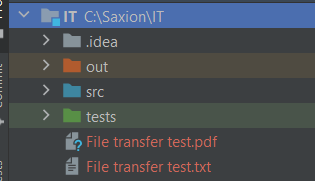 IT C:\Saxion\IT
.idea
out
src
tests
File transfer test.pdf
File transfer test.txt